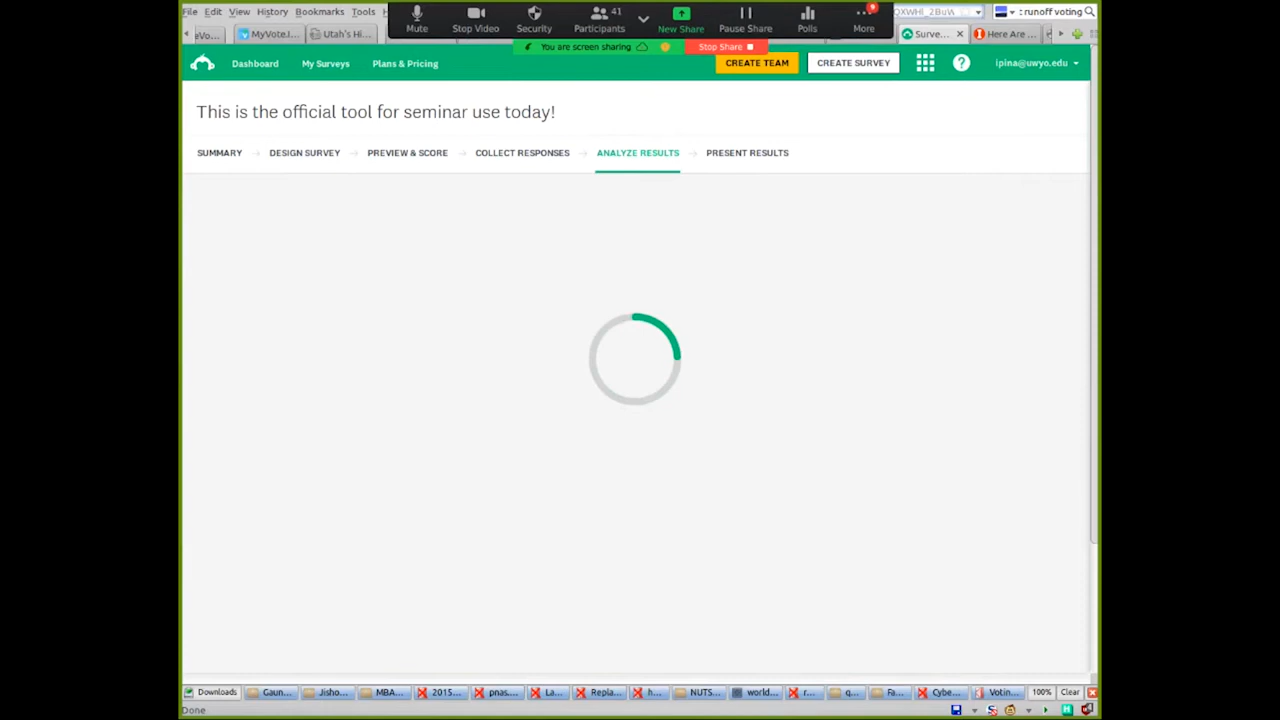 File Edit View History Bookmarks Tools
Mute Stop Video Security Participants 41 New Share Pause Share Polls More
runoff voting
MyVote.I... Utah's Hi... Surve... Here Are ...
You are screen sharing Stop Share
Dashboard My Surveys Plans & Pricing CREATE TEAM CREATE SURVEY ? ipina@uwyo.edu
This is the official tool for seminar use today!
SUMMARY DESIGN SURVEY PREVIEW & SCORE COLLECT RESPONSES ANALYZE RESULTS PRESENT RESULTS
Downloads Gaun... Jisho... MBA... 2015... pnas.... La... Repla... h... NUTS... world... r... q... Fa... Cybe... Votin... 100% Clear
Done